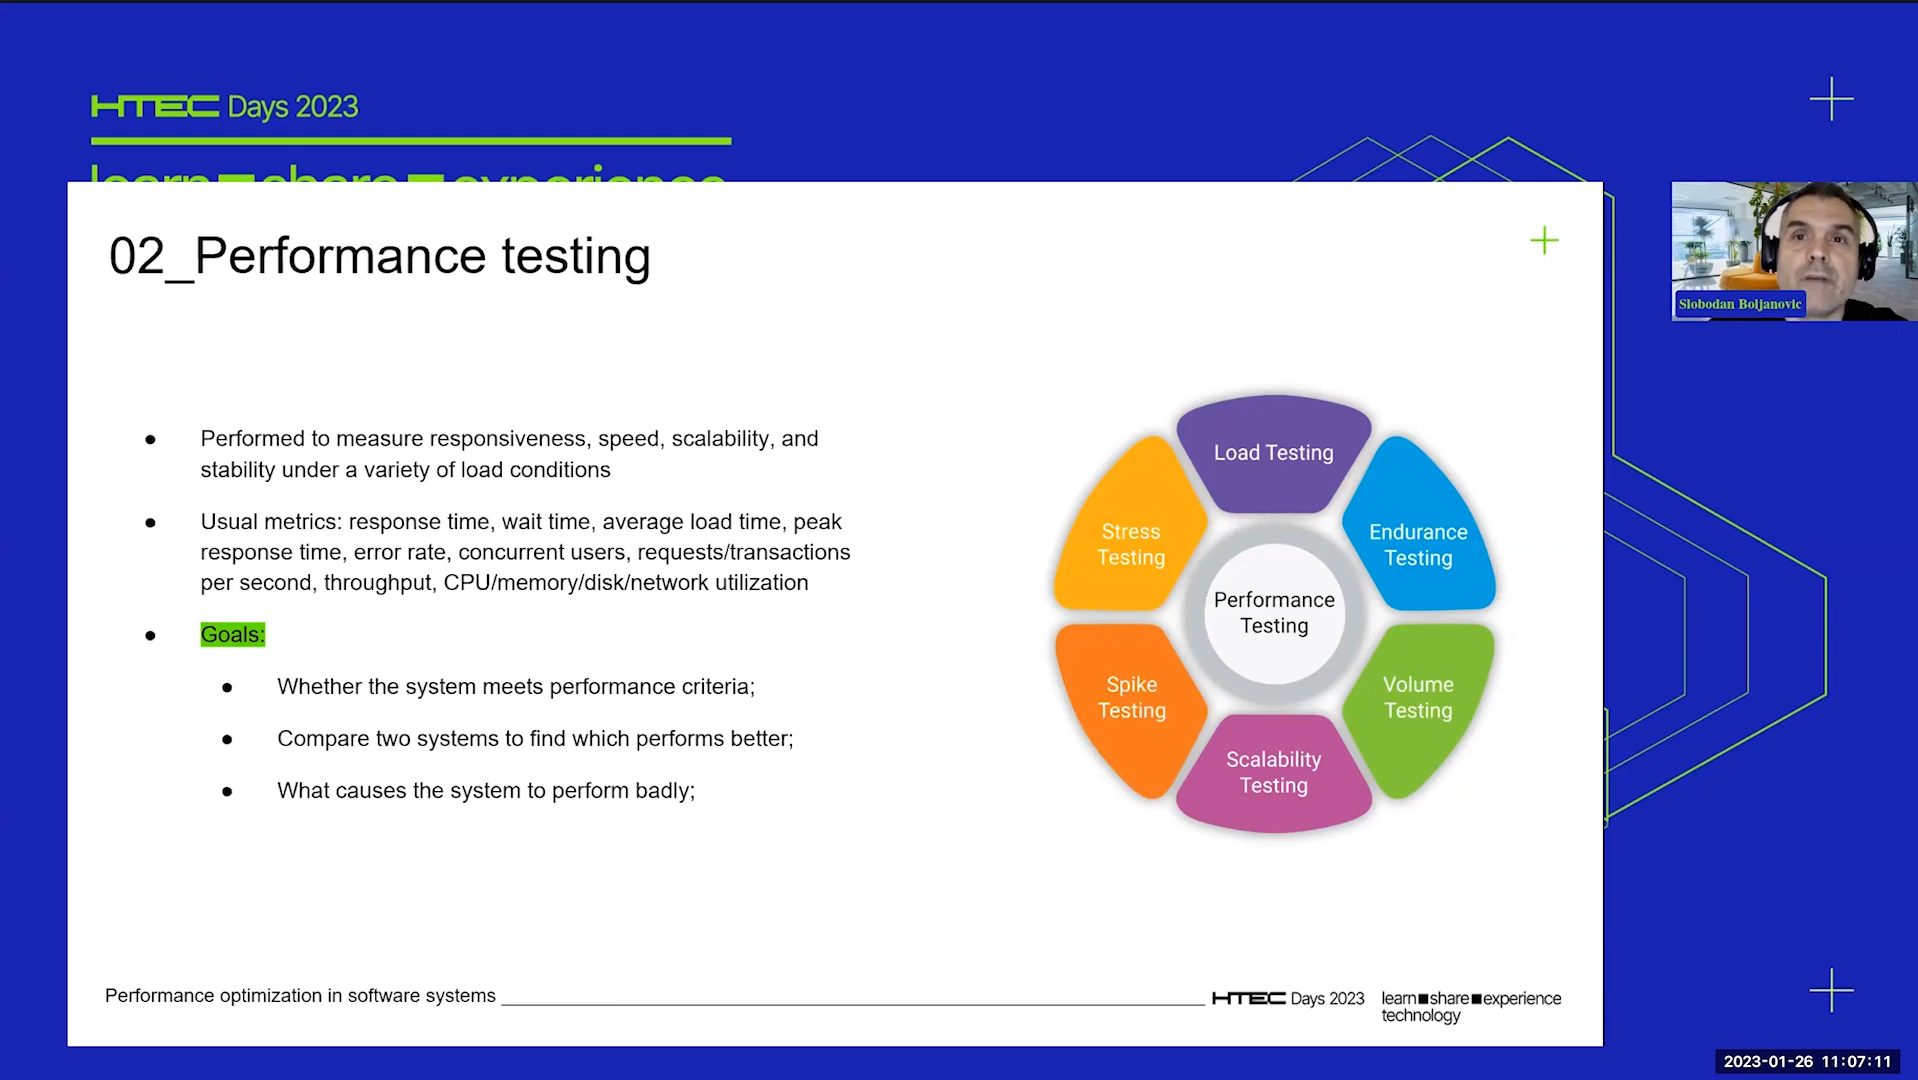 HTEC Days 2023
learn■share■experience
02_Performance testing
Slobodan Boljanovic
● Performed to measure responsiveness, speed, scalability, and
stability under a variety of load conditions
● Usual metrics: response time, wait time, average load time, peak
response time, error rate, concurrent users, requests/transactions
per second, throughput, CPU/memory/disk/network utilization
● Goals:
● Whether the system meets performance criteria;
● Compare two systems to find which performs better;
● What causes the system to perform badly;
Load Testing
Stress
Testing
Endurance
Testing
Performance
Testing
Spike
Testing
Volume
Testing
Scalability
Testing
Performance optimization in software systems
HTEC Days 2023
learn■share■experience
technology
2023-01-26 11:07:11